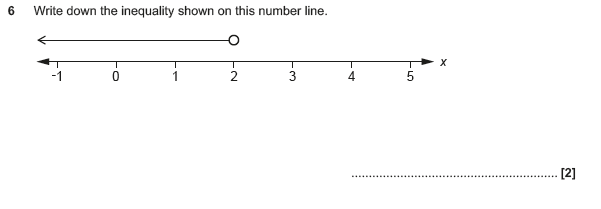 6 Write down the inequality shown on this number line.
x
-1 0 1 2 3 4 5
............................................................ [2]